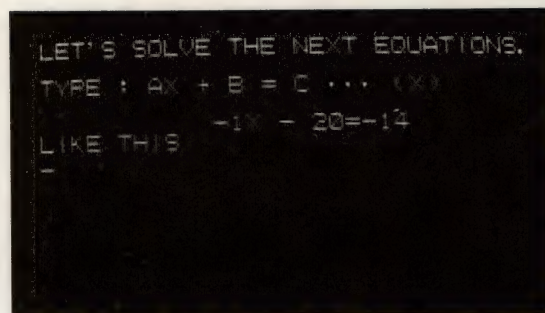 LET'S SOLVE THE NEXT EQUATIONS.
TYPE : AX + B = C ... (X)
-1X - 20=-14
LIKE THIS